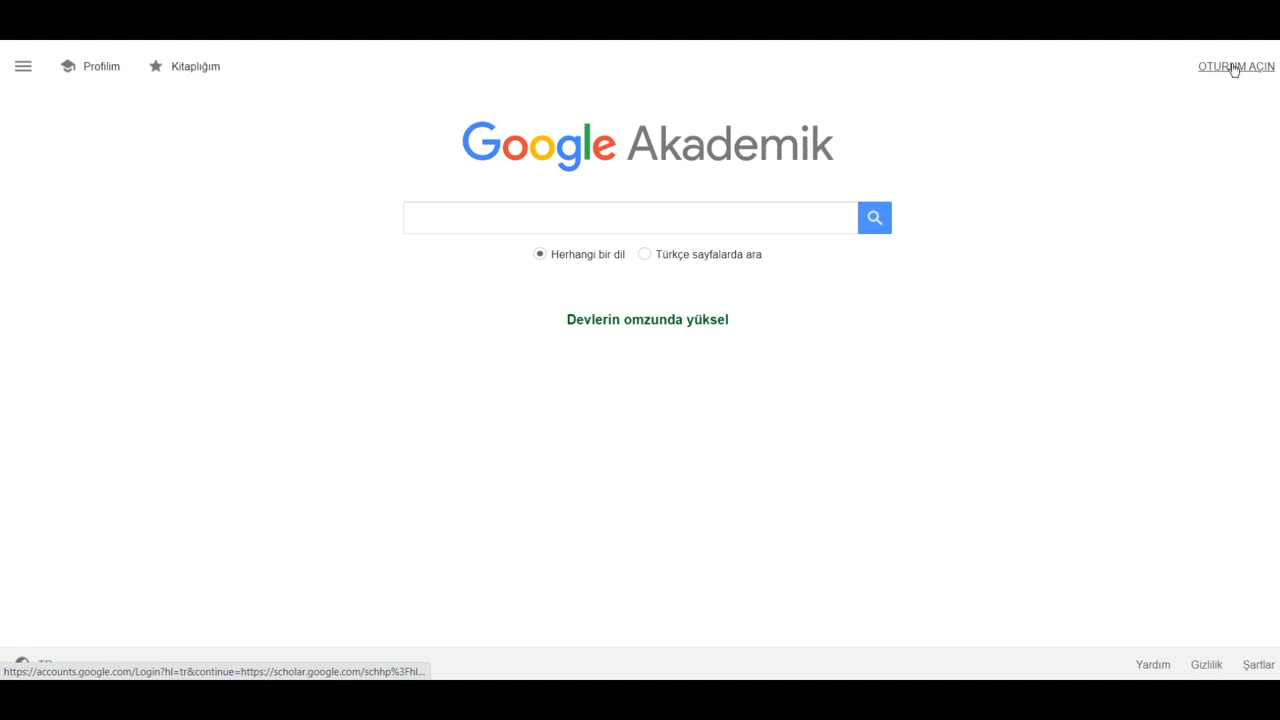 Profilim Kitaplığım OTURUM AÇIN
Google Akademik
Herhangi bir dil Türkçe sayfalarda ara
Devlerin omzunda yüksel
https://accounts.google.com/Login?hl=tr&continue=https://scholar.google.com/schhp%3Fhl... Yardım Gizlilik Şartlar